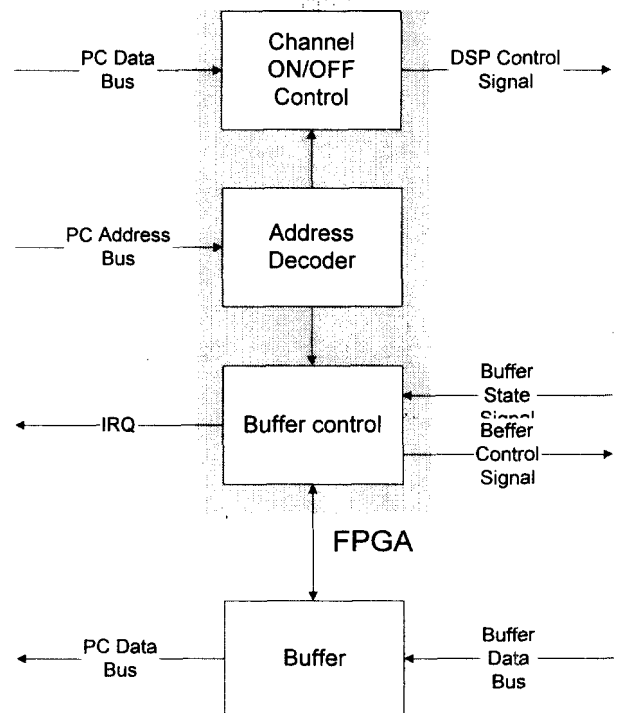 PC Data
Bus
Channel
ON/OFF
Control
DSP Control
Signal
PC Address
Bus
Address
Decoder
IRQ
Buffer control
Buffer
State
Signal
Beffer
Control
Signal
FPGA
PC Data
Bus
Buffer
Buffer
Data
Bus